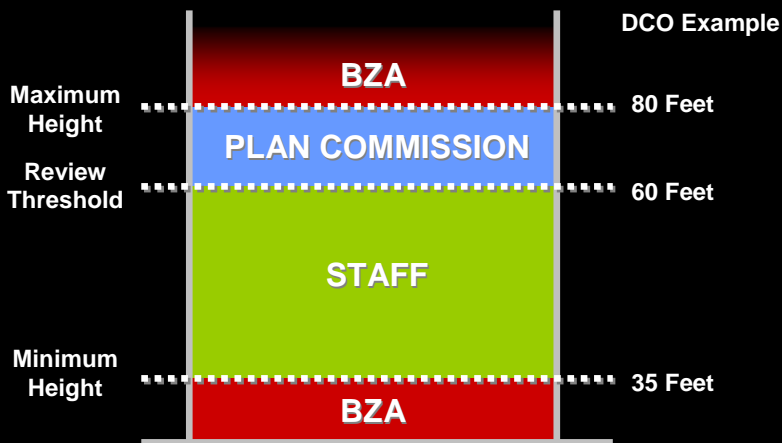 DCO Example
BZA
Maximum
Height
80 Feet
PLAN COMMISSION
Review
Threshold
60 Feet
STAFF
Minimum
Height
35 Feet
BZA